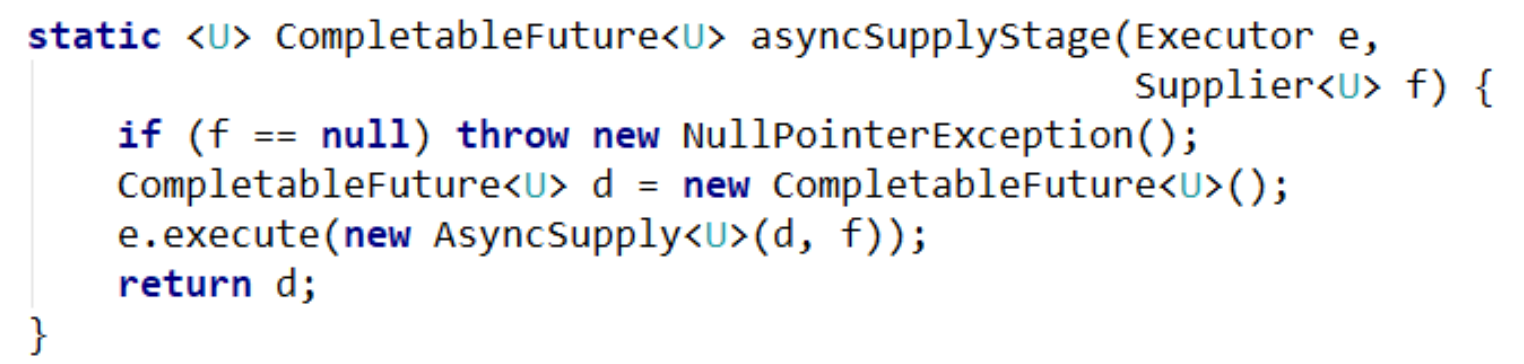 static <U> CompletableFuture<U> asyncSupplyStage(Executor e,
Supplier<U> f) {
if (f == null) throw new NullPointerException();
CompletableFuture<U> d = new CompletableFuture<U>();
e.execute(new AsyncSupply<U>(d, f));
return d;
}